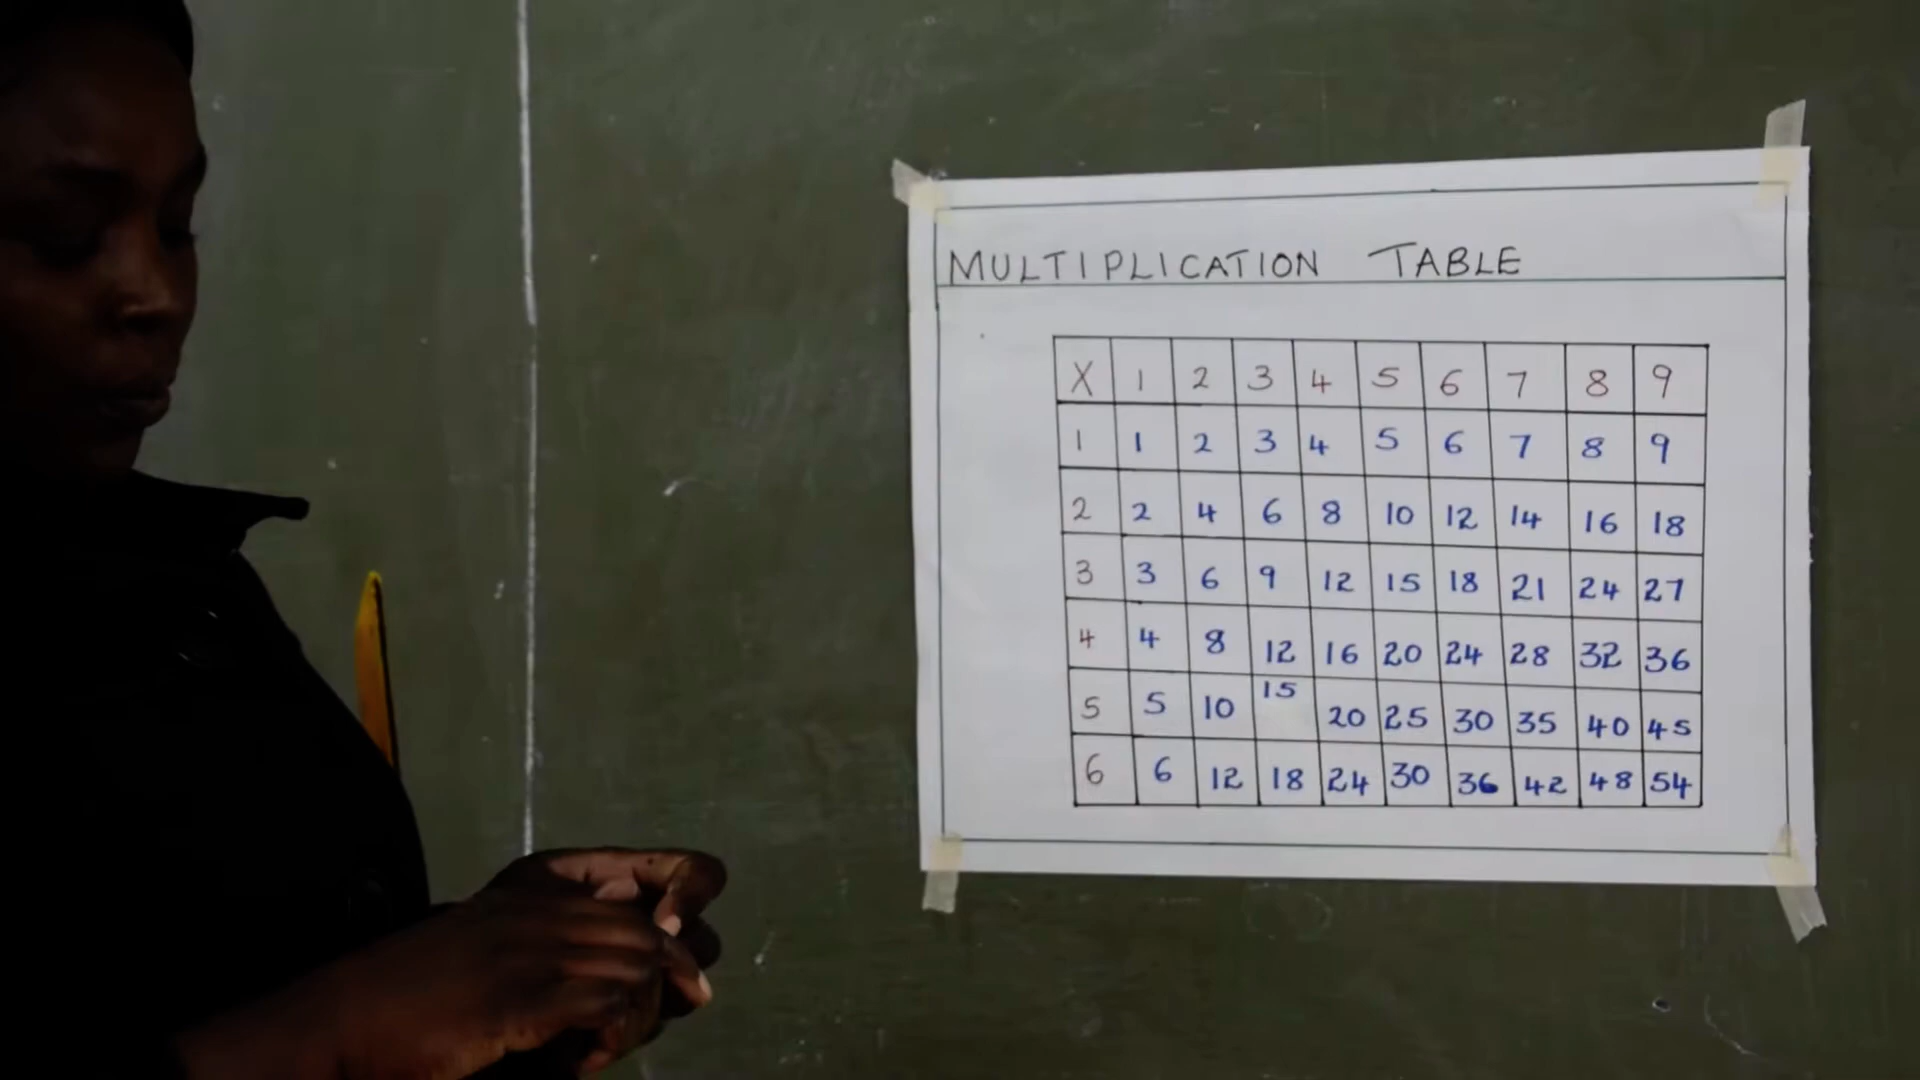 MULTIPLICATION TABLE
X 1 2 3 4 5 6 7 8 9
1 1 2 3 4 5 6 7 8 9
2 2 4 6 8 10 12 14 16 18
3 3 6 9 12 15 18 21 24 27
4 4 8 12 16 20 24 28 32 36
5 5 10 15 20 25 30 35 40 45
6 6 12 18 24 30 36 42 48 54